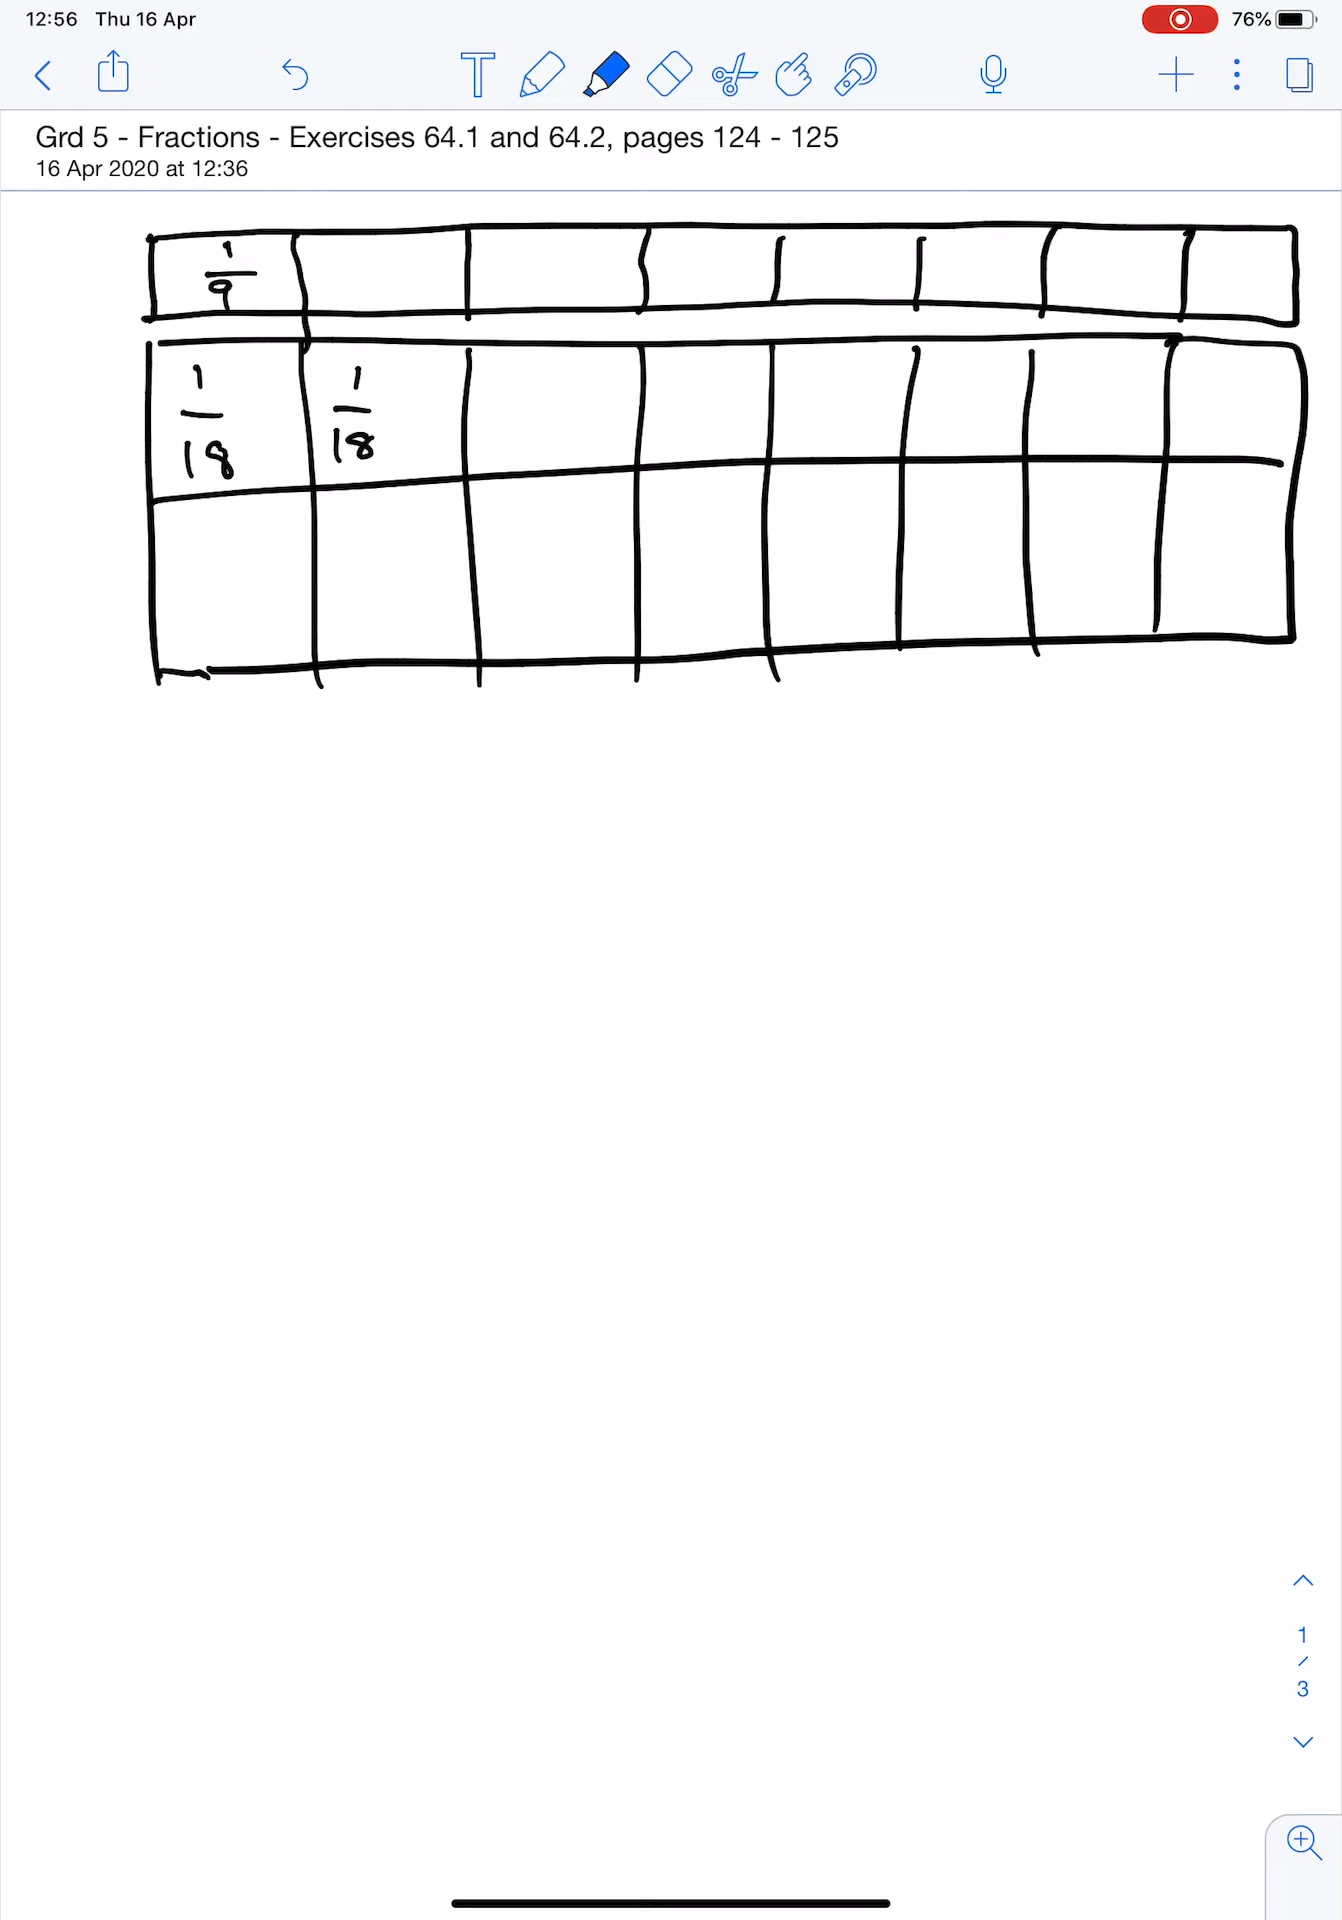 12:56 Thu 16 Apr
76%
T
Grd 5 - Fractions - Exercises 64.1 and 64.2, pages 124 - 125
16 Apr 2020 at 12:36
1
9
1
18
1
18
1
/
3